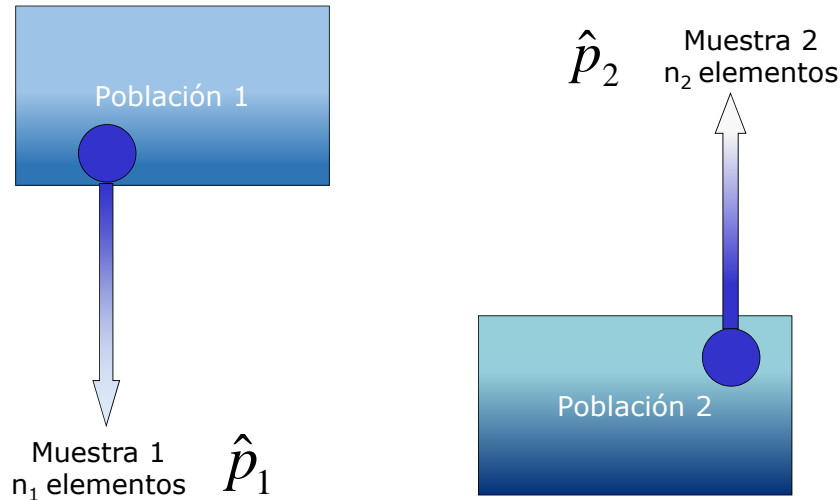 Población 1
Muestra 1
n₁ elementos
p̂₁
p̂₂
Muestra 2
n₂ elementos
Población 2